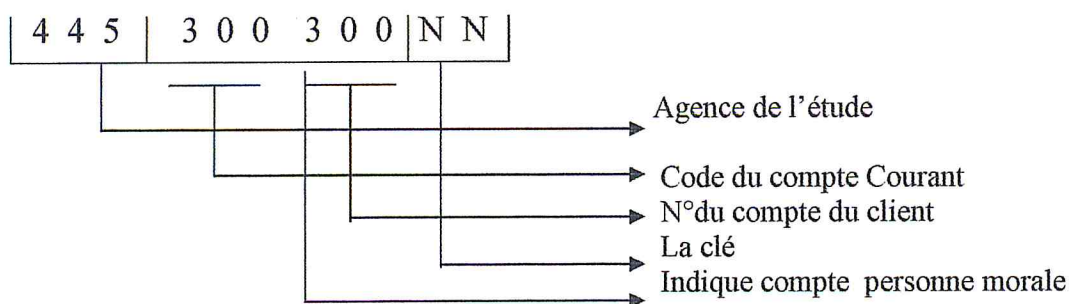 4 4 5 3 0 0 3 0 0 N N
Agence de l'étude
Code du compte Courant
N°du compte du client
La clé
Indique compte personne morale